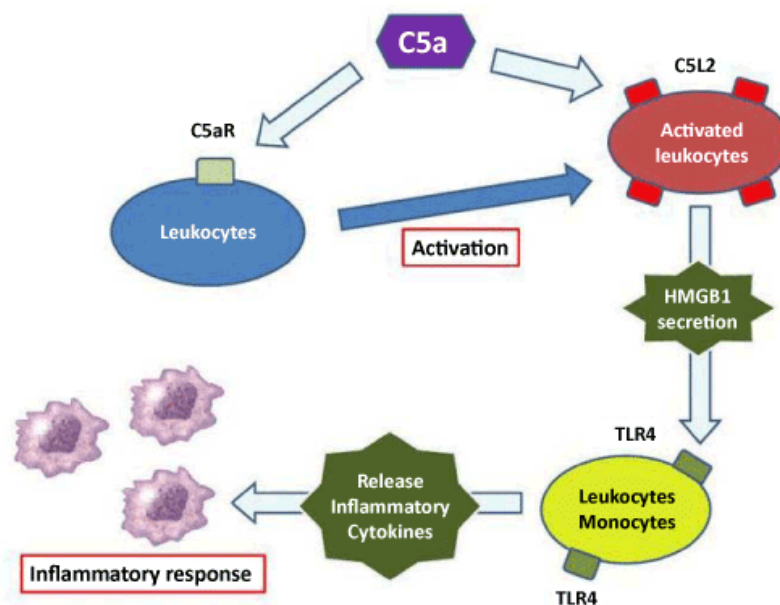 C5a
C5L2
C5aR
Activated
leukocytes
Leukocytes
Activation
HMGB1
secretion
TLR4
Release
Inflammatory
Cytokines
Leukocytes
Monocytes
Inflammatory response
TLR4